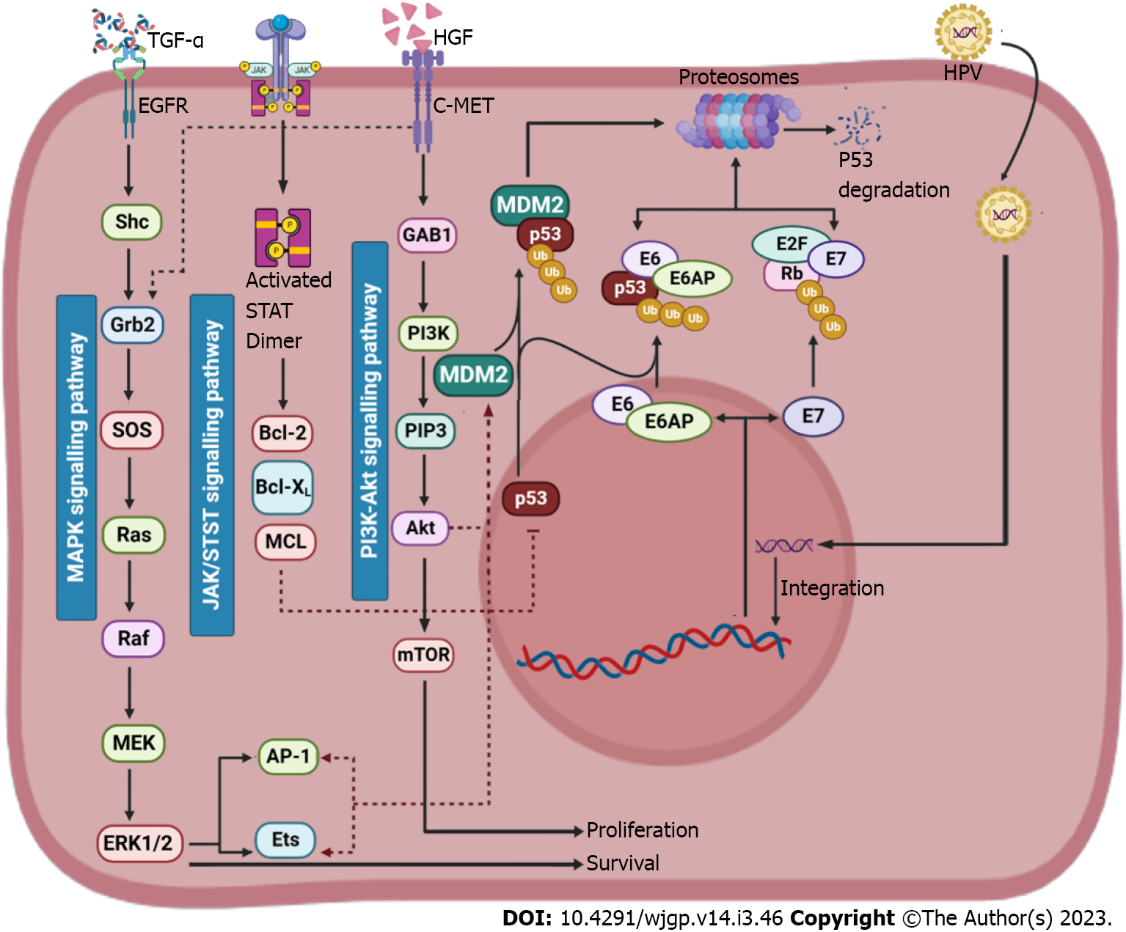 TGF-α
HGF
JAK
JAK
P
P
P
P
P
P
EGFR
C-MET
Proteosomes
HPV
P53
degradation
Shc
P
P
GAB1
MDM2
p53
Ub
Ub
Ub
E6
E6AP
p53
Ub
Ub
Ub
E2F
E7
Rb
Ub
Ub
Ub
Activated
STAT
Dimer
MAPK signalling pathway
JAK/STST signalling pathway
PI3K-Akt signalling pathway
Grb2
PI3K
MDM2
SOS
Bcl-2
PIP3
E6
E6AP
E7
Bcl-XL
p53
Ras
MCL
Akt
Integration
Raf
mTOR
MEK
AP-1
ERK1/2
Ets
Proliferation
Survival
DOI: 10.4291/wjgp.v14.i3.46 Copyright ©The Author(s) 2023.